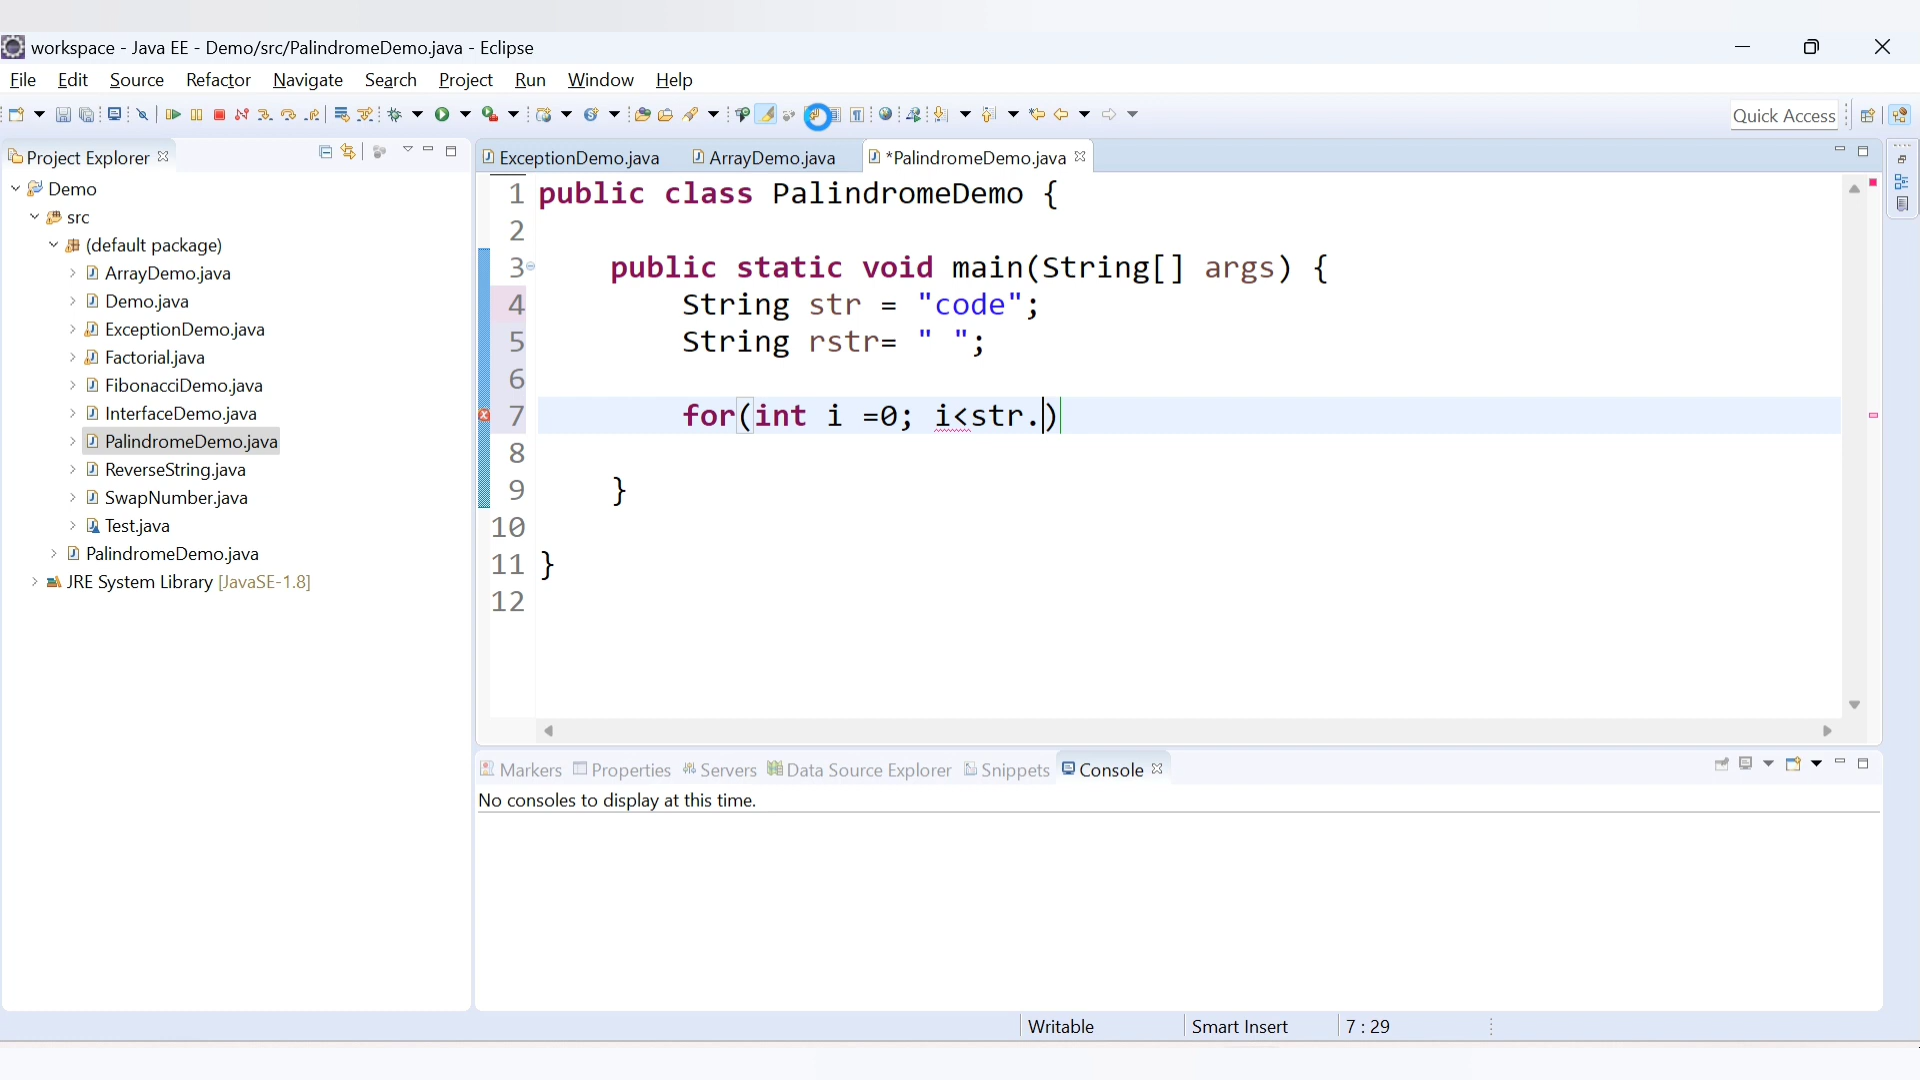 workspace - Java EE - Demo/src/PalindromeDemo.java - Eclipse
File Edit Source Refactor Navigate Search Project Run Window Help
Quick Access
Project Explorer
ExceptionDemo.java ArrayDemo.java *PalindromeDemo.java
Demo
src
(default package)
ArrayDemo.java
Demo.java
ExceptionDemo.java
Factorial.java
FibonacciDemo.java
InterfaceDemo.java
PalindromeDemo.java
ReverseString.java
SwapNumber.java
Test.java
PalindromeDemo.java
JRE System Library [JavaSE-1.8]
1 public class PalindromeDemo {
2
3 public static void main(String[] args) {
4 String str = "code";
5 String rstr= " ";
6
7 for(int i =0; i<str.)
8
9 }
10
11 }
12
Markers Properties Servers Data Source Explorer Snippets Console
No consoles to display at this time.
Writable Smart Insert 7 : 29